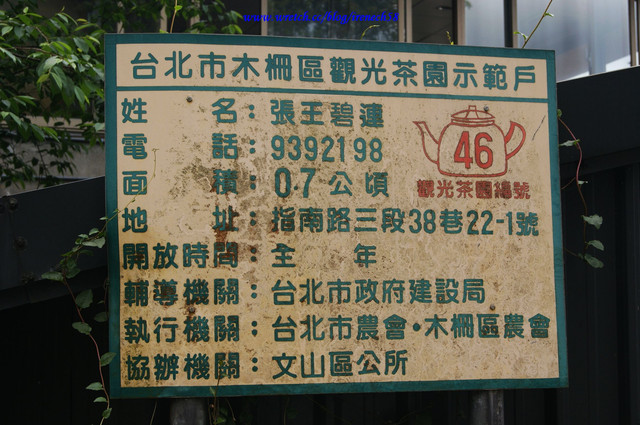 台北市木柵區觀光茶園示範戶
姓名：張王碧蓮
電話：9392198
46
面積：0.7公頃
觀光茶園編號
地址：指南路三段38巷22-1號
開放時間：全年
輔導機關：台北市政府建設局
執行機關：台北市農會•木柵區農會
協辦機關：文山區公所